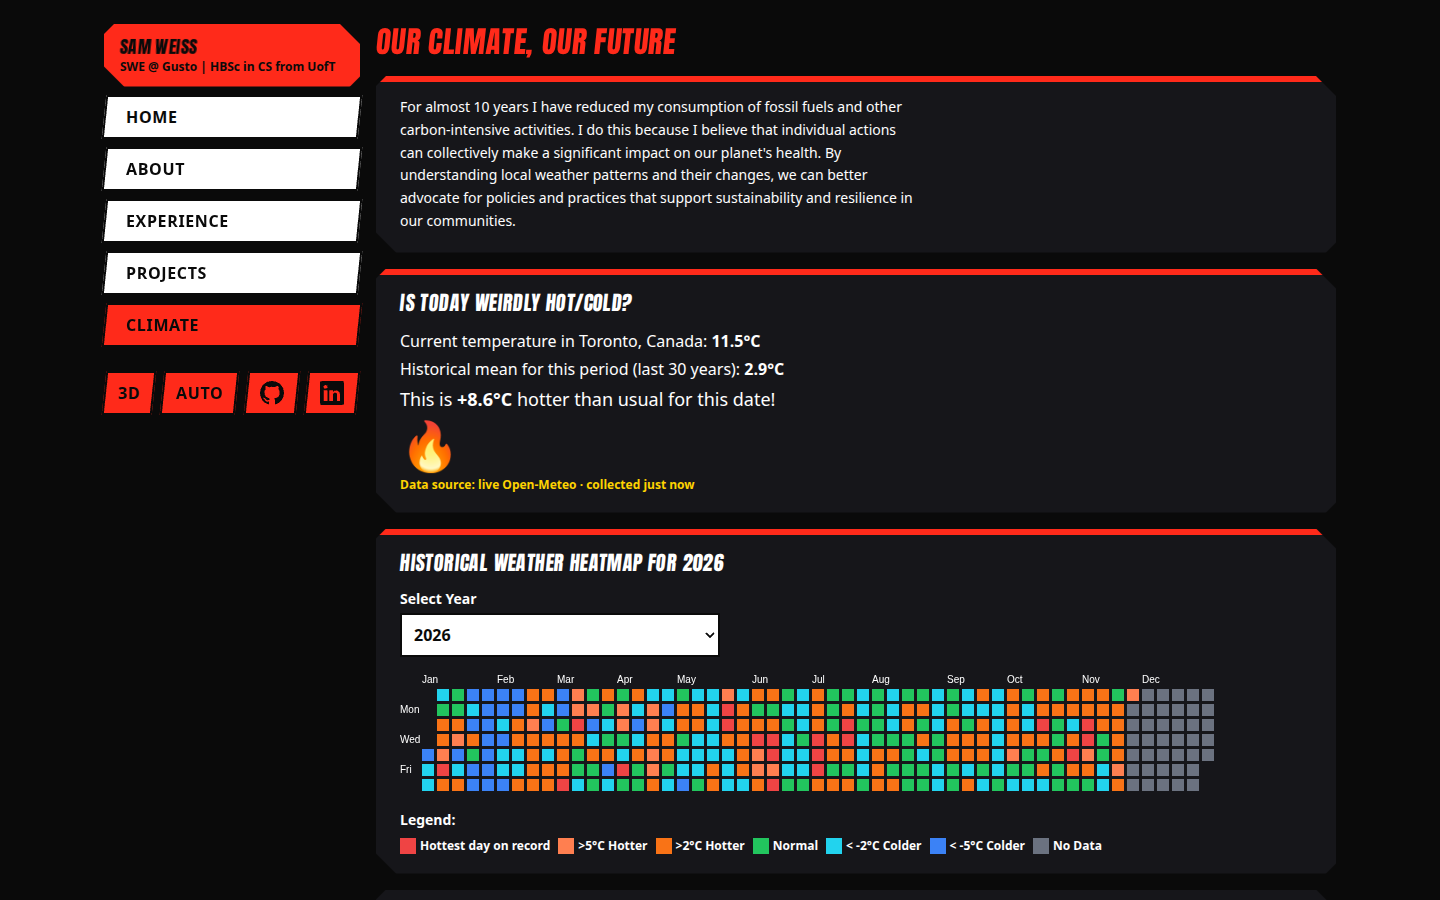 SAM WEISS
SWE @ Gusto | HBSc in CS from UofT
HOME
ABOUT
EXPERIENCE
PROJECTS
CLIMATE
3D
AUTO
in
OUR CLIMATE, OUR FUTURE
For almost 10 years I have reduced my consumption of fossil fuels and other
carbon-intensive activities. I do this because I believe that individual actions
can collectively make a significant impact on our planet's health. By
understanding local weather patterns and their changes, we can better
advocate for policies and practices that support sustainability and resilience in
our communities.
IS TODAY WEIRDLY HOT/COLD?
Current temperature in Toronto, Canada: 11.5°C
Historical mean for this period (last 30 years): 2.9°C
This is +8.6°C hotter than usual for this date!
Data source: live Open-Meteo · collected just now
HISTORICAL WEATHER HEATMAP FOR 2026
Select Year
2026
Jan Feb Mar Apr May Jun Jul Aug Sep Oct Nov Dec
Mon
Wed
Fri
Legend:
Hottest day on record >5°C Hotter >2°C Hotter Normal < -2°C Colder < -5°C Colder No Data